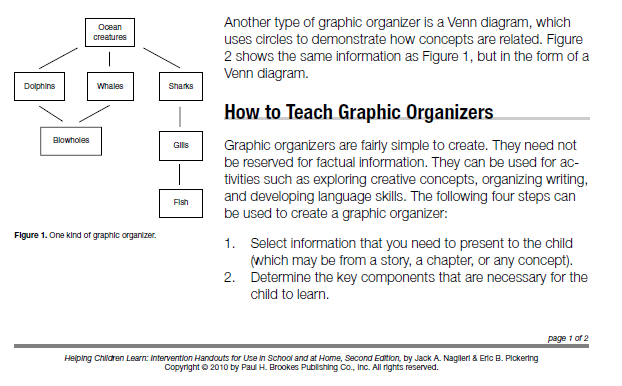 Ocean
creatures
Dolphins
Whales
Sharks
Blowholes
Gills
Fish
Figure 1. One kind of graphic organizer.
Another type of graphic organizer is a Venn diagram, which
uses circles to demonstrate how concepts are related. Figure
2 shows the same information as Figure 1, but in the form of a
Venn diagram.
How to Teach Graphic Organizers
Graphic organizers are fairly simple to create. They need not
be reserved for factual information. They can be used for ac-
tivities such as exploring creative concepts, organizing writing,
and developing language skills. The following four steps can
be used to create a graphic organizer:
1. Select information that you need to present to the child
(which may be from a story, a chapter, or any concept).
2. Determine the key components that are necessary for the
child to learn.
page 1 of 2
Helping Children Learn: Intervention Handouts for Use in School and at Home, Second Edition, by Jack A. Naglieri & Eric B. Pickering
Copyright © 2010 by Paul H. Brookes Publishing Co., Inc. All rights reserved.